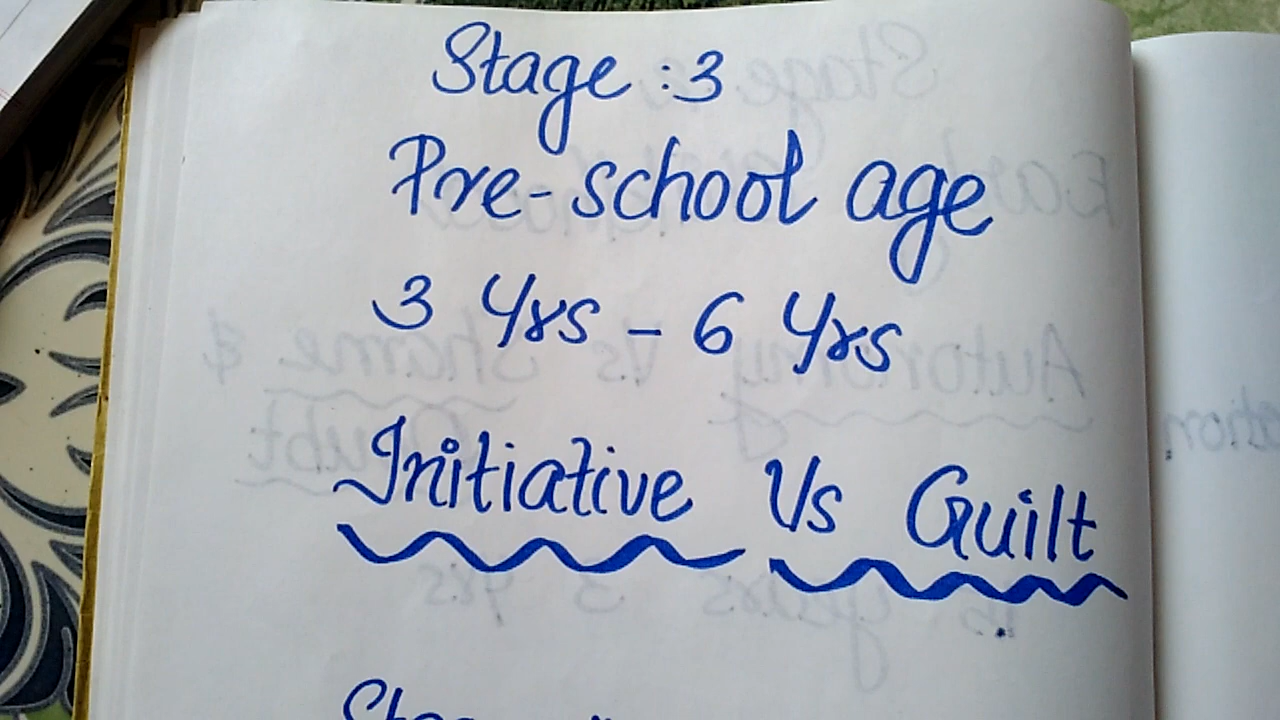 Stage : 3
Pre-school age
3 Yrs - 6 Yrs
Initiative Vs Guilt